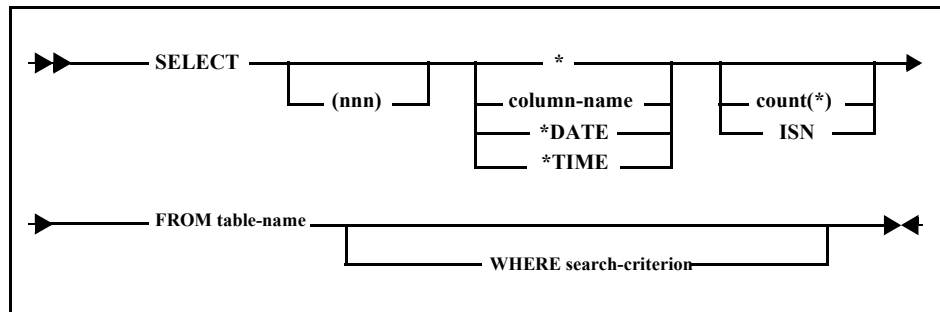 SELECT *
(nnn) column-name count(*)
*DATE ISN
*TIME
FROM table-name
WHERE search-criterion